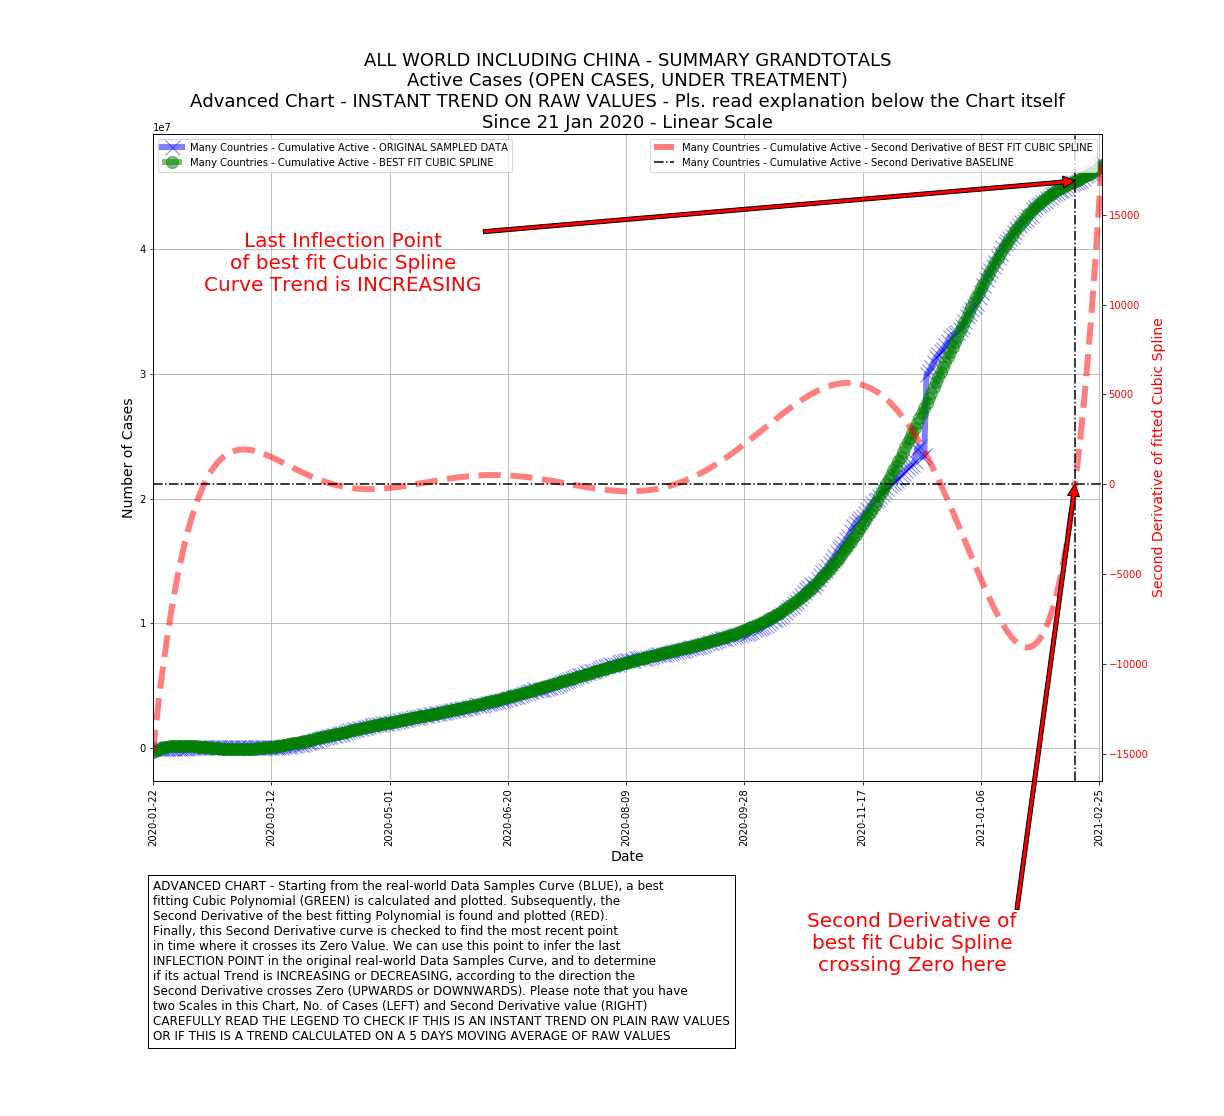 ALL WORLD INCLUDING CHINA - SUMMARY GRANDTOTALS
Active Cases (OPEN CASES, UNDER TREATMENT)
Advanced Chart - INSTANT TREND ON RAW VALUES - Pls. read explanation below the Chart itself
Since 21 Jan 2020 - Linear Scale
1e7
Many Countries - Cumulative Active - ORIGINAL SAMPLED DATA
Many Countries - Cumulative Active - BEST FIT CUBIC SPLINE
Many Countries - Cumulative Active - Second Derivative of BEST FIT CUBIC SPLINE
Many Countries - Cumulative Active - Second Derivative BASELINE
Last Inflection Point
of best fit Cubic Spline
Curve Trend is INCREASING
Number of Cases
4
3
2
1
0
15000
10000
5000
0
−5000
−10000
−15000
Second Derivative of fitted Cubic Spline
2020-01-22
2020-03-12
2020-05-01
2020-06-20
2020-08-09
2020-09-28
2020-11-17
2021-01-06
2021-02-25
Date
ADVANCED CHART - Starting from the real-world Data Samples Curve (BLUE), a best
fitting Cubic Polynomial (GREEN) is calculated and plotted. Subsequently, the
Second Derivative of the best fitting Polynomial is found and plotted (RED).
Finally, this Second Derivative curve is checked to find the most recent point
in time where it crosses its Zero Value. We can use this point to infer the last
INFLECTION POINT in the original real-world Data Samples Curve, and to determine
if its actual Trend is INCREASING or DECREASING, according to the direction the
Second Derivative crosses Zero (UPWARDS or DOWNWARDS). Please note that you have
two Scales in this Chart, No. of Cases (LEFT) and Second Derivative value (RIGHT)
CAREFULLY READ THE LEGEND TO CHECK IF THIS IS AN INSTANT TREND ON PLAIN RAW VALUES
OR IF THIS IS A TREND CALCULATED ON A 5 DAYS MOVING AVERAGE OF RAW VALUES
Second Derivative of
best fit Cubic Spline
crossing Zero here